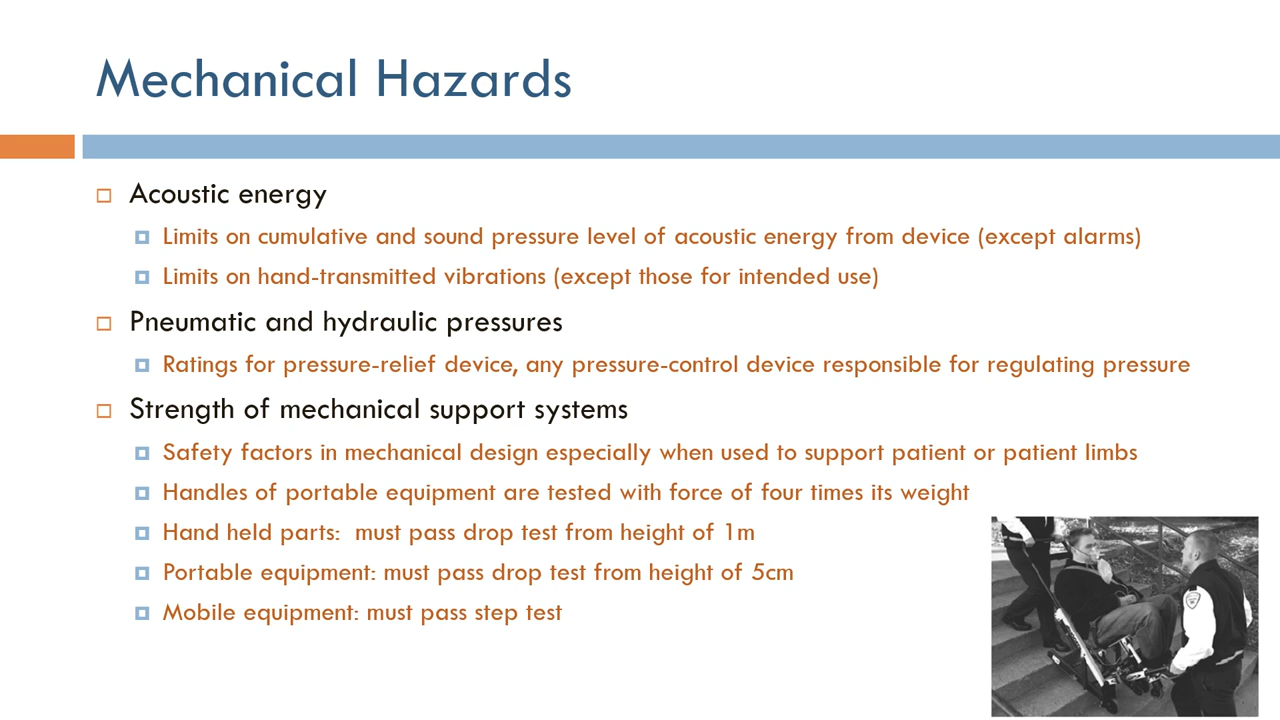 Mechanical Hazards
Acoustic energy
Limits on cumulative and sound pressure level of acoustic energy from device (except alarms)
Limits on hand-transmitted vibrations (except those for intended use)
Pneumatic and hydraulic pressures
Ratings for pressure-relief device, any pressure-control device responsible for regulating pressure
Strength of mechanical support systems
Safety factors in mechanical design especially when used to support patient or patient limbs
Handles of portable equipment are tested with force of four times its weight
Hand held parts:  must pass drop test from height of 1m
Portable equipment: must pass drop test from height of 5cm
Mobile equipment: must pass step test